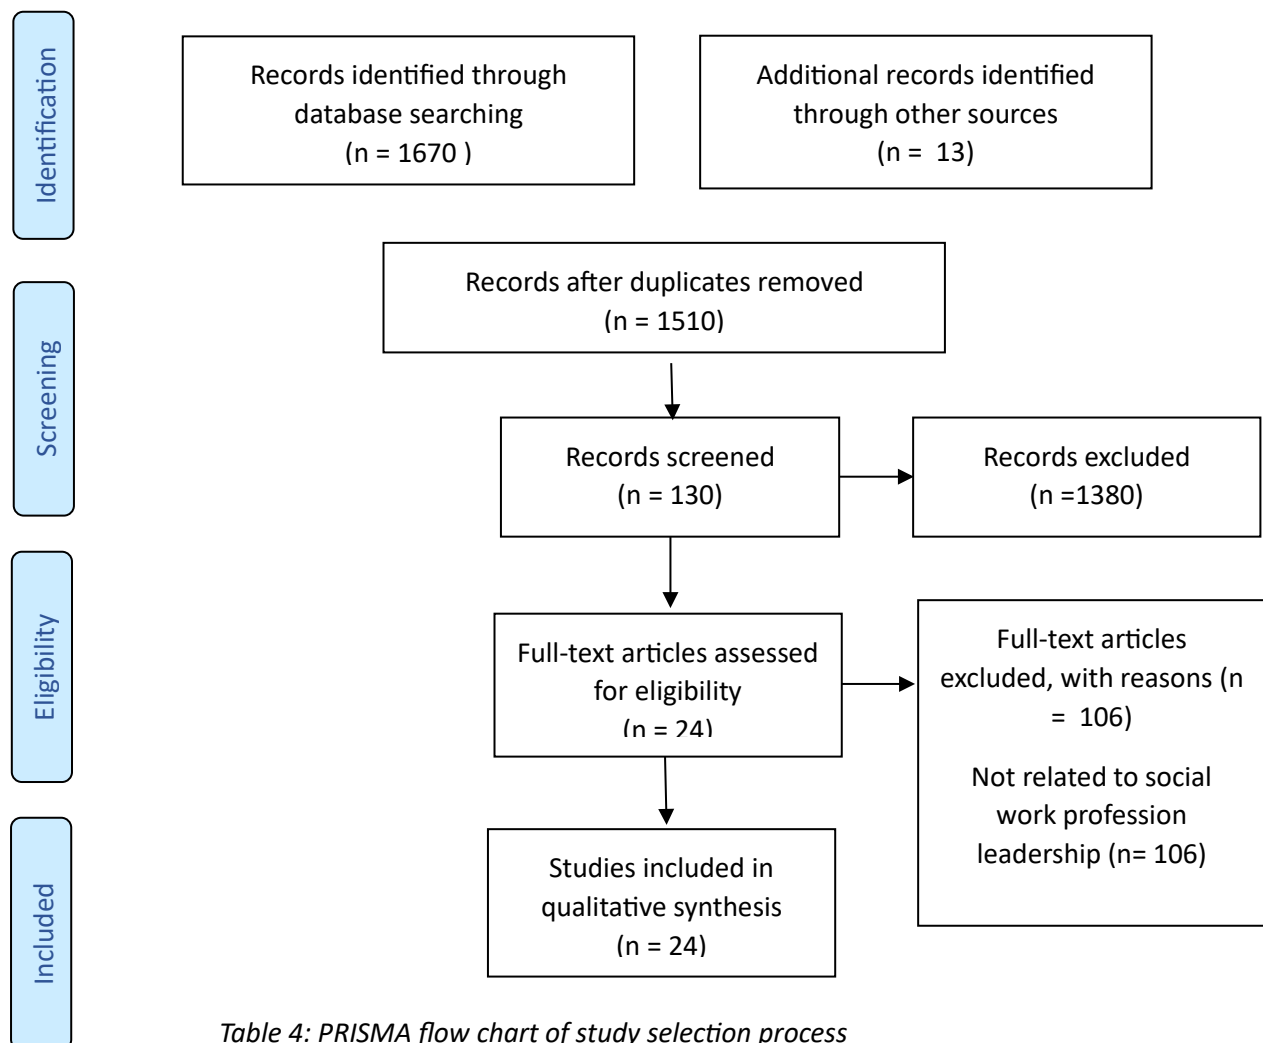 Identification
Records identified through
database searching
(n = 1670 )
Additional records identified
through other sources
(n =  13)
Records after duplicates removed
(n = 1510)
Screening
Records screened
(n = 130)
Records excluded
(n =1380)
Eligibility
Full-text articles assessed
for eligibility
(n = 24)
Full-text articles
excluded, with reasons (n
=  106)
Not related to social
work profession
leadership (n= 106)
Included
Studies included in
qualitative synthesis
(n = 24)
Table 4: PRISMA flow chart of study selection process